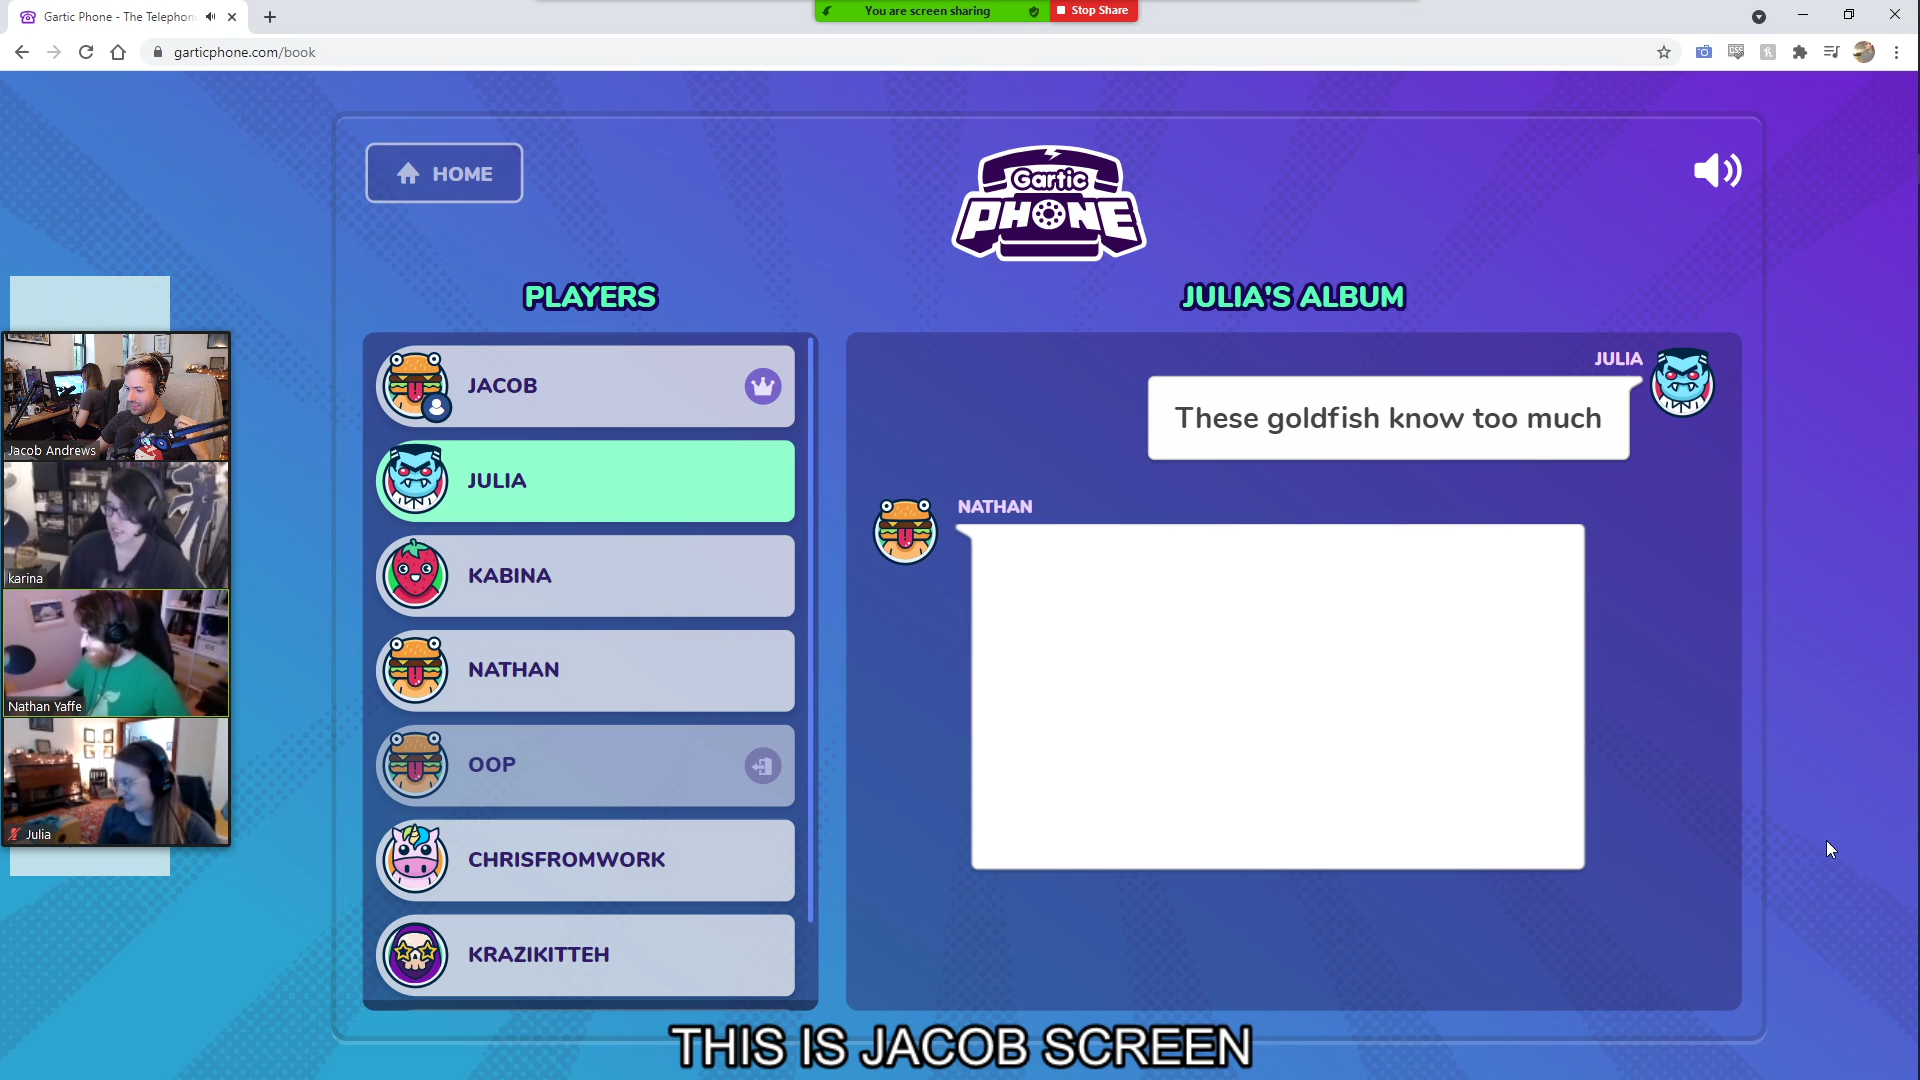 Gartic Phone - The Telephon
You are screen sharing
Stop Share
garticphone.com/book
HOME
Gartic
PHONE
PLAYERS
JULIA'S ALBUM
JACOB
JULIA
KABINA
NATHAN
OOP
CHRISFROMWORK
KRAZIKITTEH
JULIA
These goldfish know too much
NATHAN
Jacob Andrews
karina
Nathan Yaffe
Julia
THIS IS JACOB SCREEN